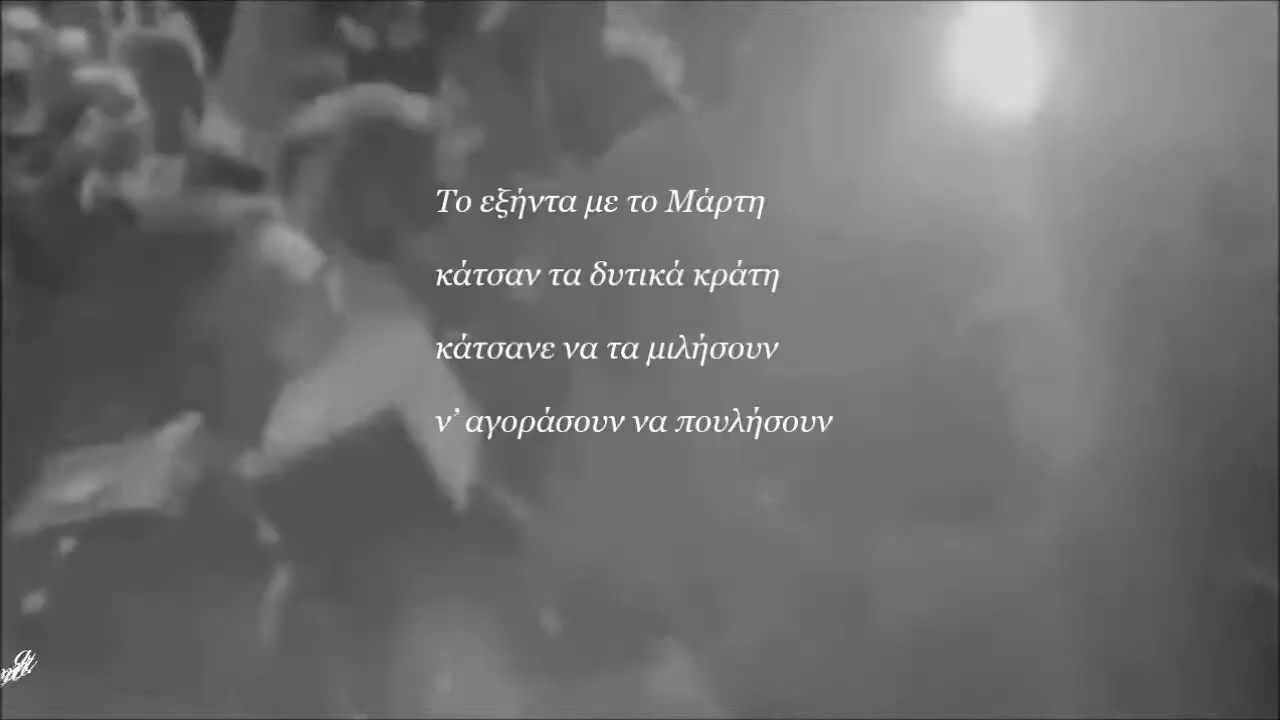 Το εξήντα με το Μάρτη
κάτσαν τα δυτικά κράτη
κάτσανε να τα μιλήσουν
ν’ αγοράσουν να πουλήσουν